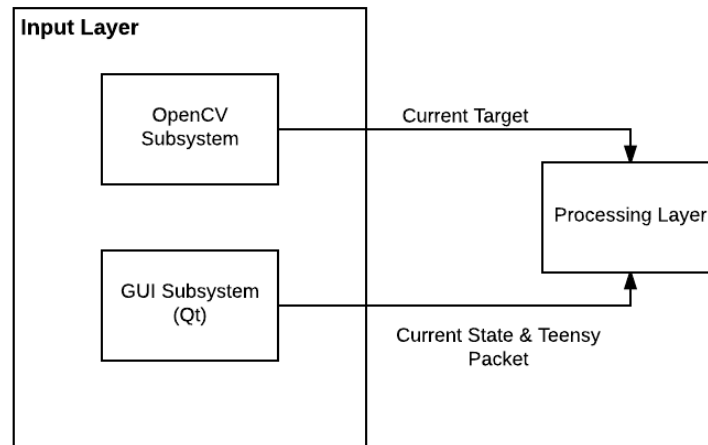 Input Layer
OpenCV
Subsystem
Current Target
Processing Layer
GUI Subsystem
(Qt)
Current State & Teensy
Packet